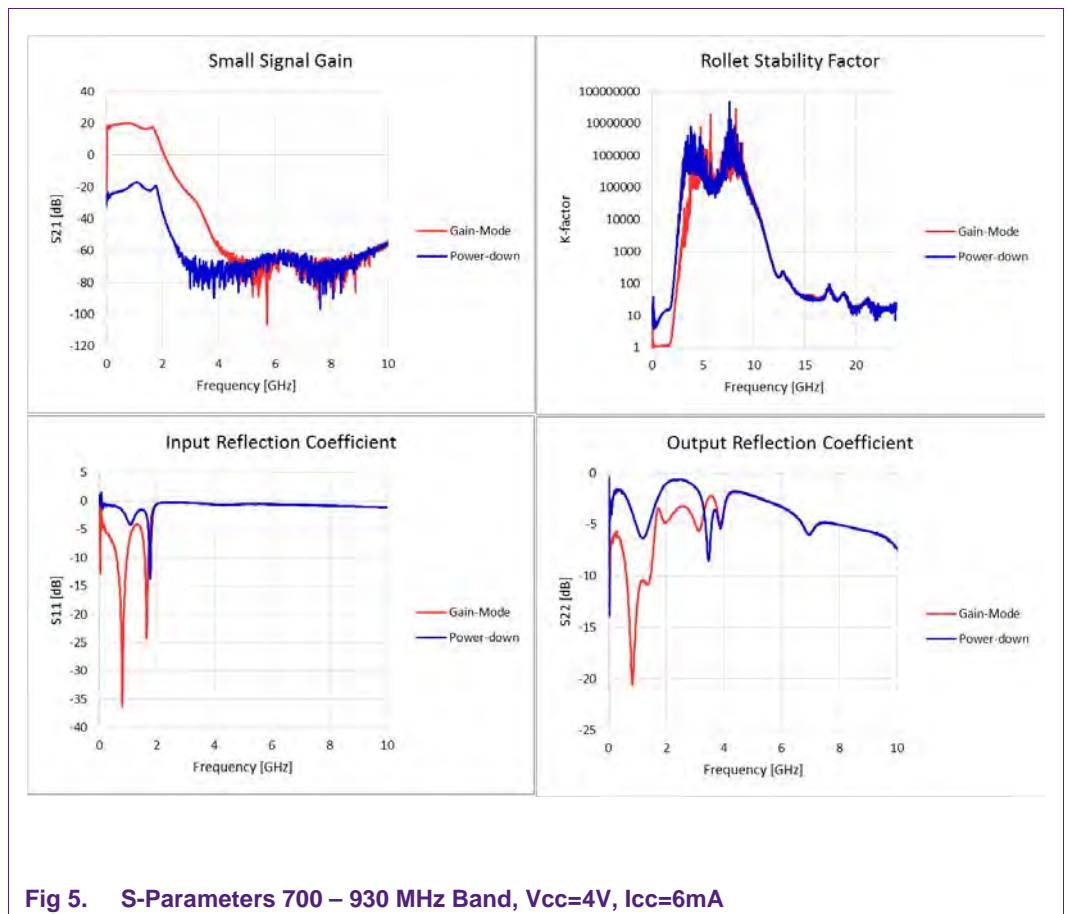 Small Signal Gain
40
20
0
-20
-40
-60
-80
-100
-120
S21 [dB]
0 2 4 6 8 10
Frequency [GHz]
Gain-Mode
Power-down
Rollet Stability Factor
100000000
10000000
1000000
100000
10000
1000
100
10
1
K-factor
0 5 10 15 20
Frequency [GHz]
Gain-Mode
Power-down
Input Reflection Coefficient
5
0
-5
-10
-15
-20
-25
-30
-35
-40
S11 [dB]
0 2 4 6 8 10
Frequency [GHz]
Gain-Mode
Power-down
Output Reflection Coefficient
0
-5
-10
-15
-20
-25
S22 [dB]
0 2 4 6 8 10
Frequency [GHz]
Gain-Mode
Power-down
Fig 5. S-Parameters 700 – 930 MHz Band, Vcc=4V, Icc=6mA